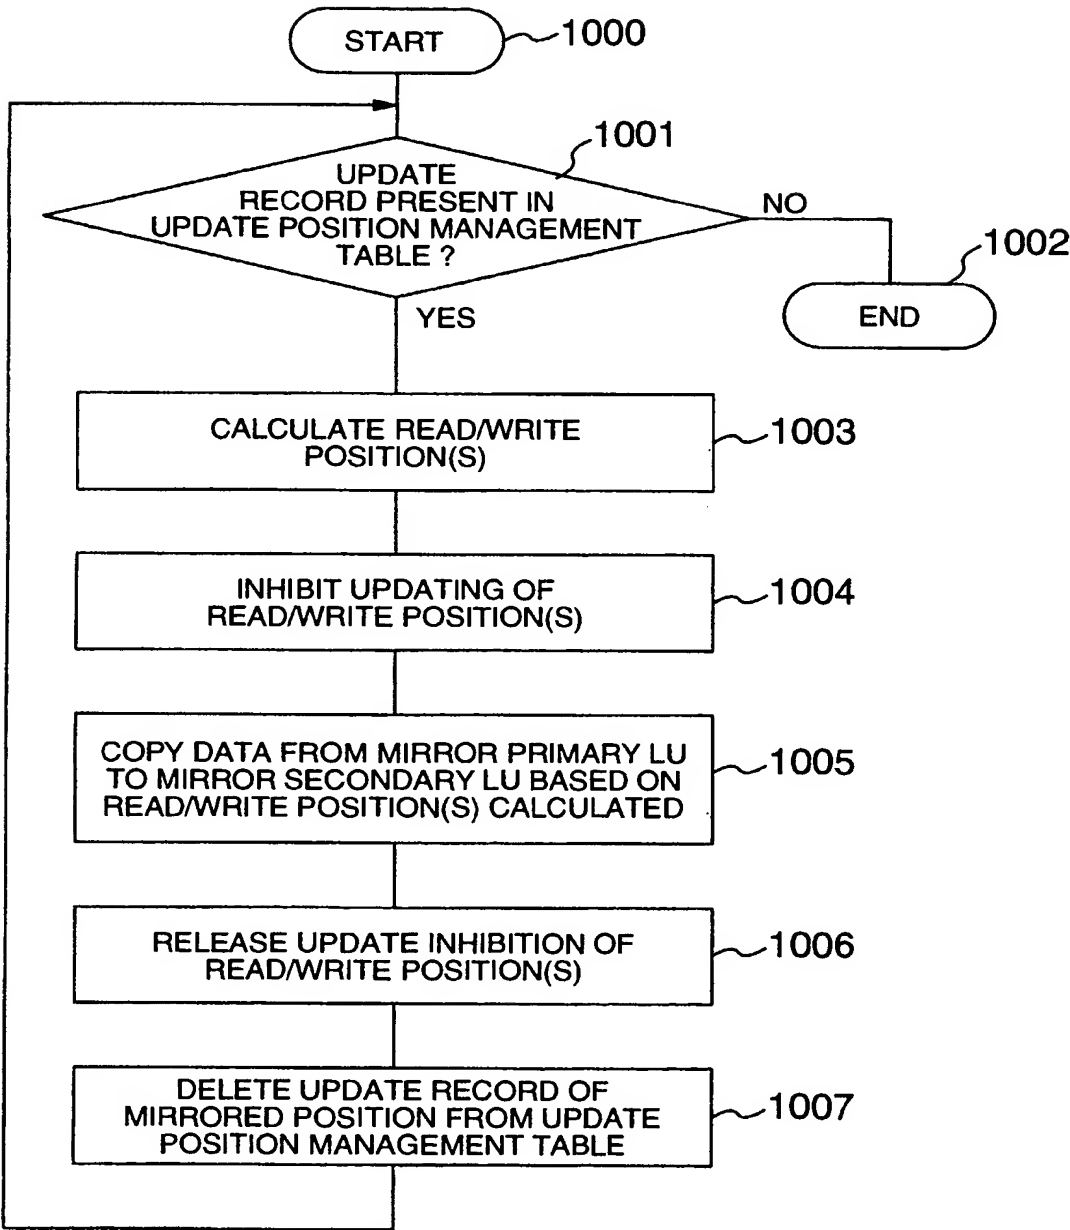 START
1000
1001
UPDATE
RECORD PRESENT IN
UPDATE POSITION MANAGEMENT
TABLE ?
NO
1002
END
YES
CALCULATE READ/WRITE
POSITION(S)
1003
INHIBIT UPDATING OF
READ/WRITE POSITION(S)
1004
COPY DATA FROM MIRROR PRIMARY LU
TO MIRROR SECONDARY LU BASED ON
READ/WRITE POSITION(S) CALCULATED
1005
RELEASE UPDATE INHIBITION OF
READ/WRITE POSITION(S)
1006
DELETE UPDATE RECORD OF
MIRRORED POSITION FROM UPDATE
POSITION MANAGEMENT TABLE
1007